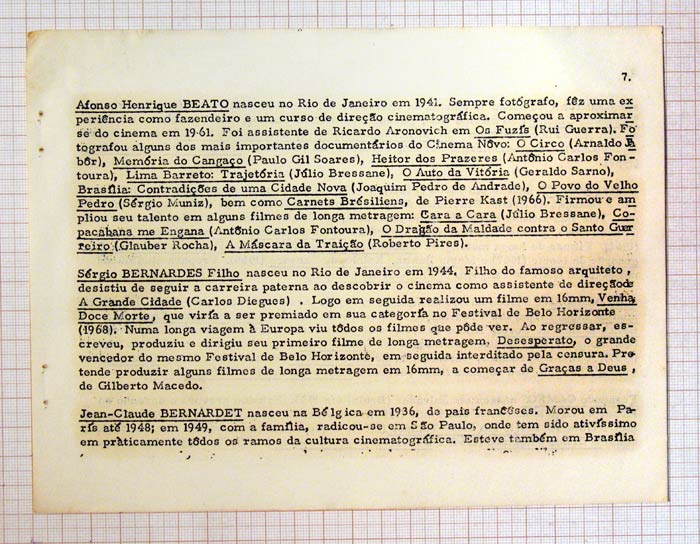 7.
Afonso Henrique BEATO nasceu no Rio de Janeiro em 1941. Sempre fotógrafo, fêz uma ex
periência como fazendeiro e um curso de direção cinematográfica. Começou a aproximar
se do cinema em 19.61. Foi assistente de Ricardo Aronovich em Os Fuzis (Rui Guerra). Fo
tografou alguns dos mais importantes documentários do Cinema Nôvo: O Circo (Arnaldo Ja
bôr), Memória do Cangaço (Paulo Gil Soares), Heitor dos Prazeres (Antônio Carlos Fon-
toura), Lima Barreto: Trajetória (Júlio Bressane), O Auto da Vitória (Geraldo Sarno),
Brasília: Contradições de uma Cidade Nova (Joaquim Pedro de Andrade), O Povo do Velho
Pedro (Sérgio Muniz), bem como Carnets Brésiliens, de Pierre Kast (1966). Firmou e am
pliou seu talento em alguns filmes de longa metragem: Cara a Cara (Júlio Bressane), Co-
pacabana me Engana (Antônio Carlos Fontoura), O Dragão da Maldade contra o Santo Guer
reiro (Glauber Rocha), A Máscara da Traição (Roberto Pires).
Sérgio BERNARDES Filho nasceu no Rio de Janeiro em 1944. Filho do famoso arquiteto ,
desistiu de seguir a carreira paterna ao descobrir o cinema como assistente de direção de
A Grande Cidade (Carlos Diegues) . Logo em seguida realizou um filme em 16mm, Venha
Doce Morte, que viria a ser premiado em sua categoria no Festival de Belo Horizonte
(1968). Numa longa viagem à Europa viu todos os filmes que pôde ver. Ao regressar, es-
creveu, produziu e dirigiu seu primeiro filme de longa metragem, Desesperato, o grande
vencedor do mesmo Festival de Belo Horizonte, em seguida interditado pela censura. Pre
tende produzir alguns filmes de longa metragem em 16mm, a começar de Graças a Deus ,
de Gilberto Macedo.
Jean-Claude BERNARDET nasceu na Bélgica em 1936, de pais franceses. Morou em Pa-
rís até 1948; em 1949, com a família, radicou-se em São Paulo, onde tem sido ativíssimo
em pràticamente todos os ramos da cultura cinematográfica. Esteve também em Brasília